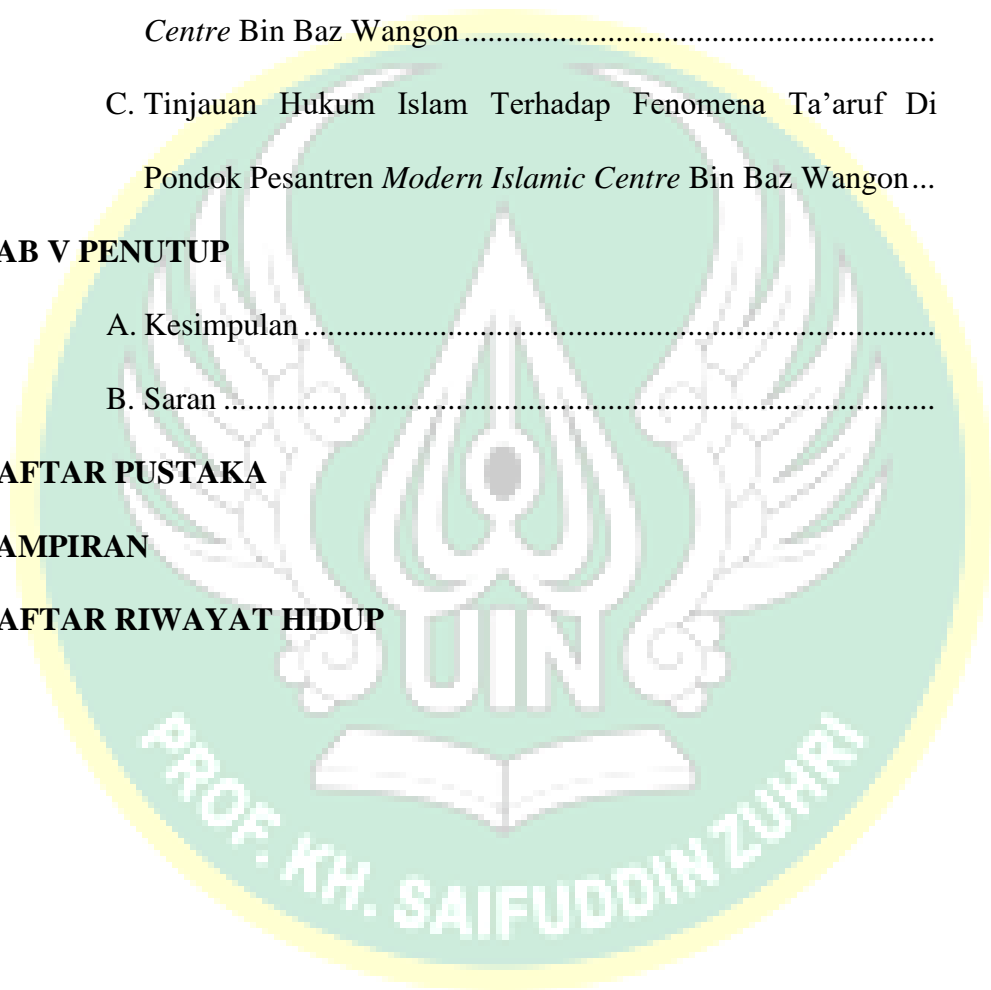 Centre Bin Baz Wangon ........................................................
C. Tinjauan Hukum Islam Terhadap Fenomena Ta’aruf Di
Pondok Pesantren Modern Islamic Centre Bin Baz Wangon ...
AB V PENUTUP
A. Kesimpulan ............................................................................
B. Saran ......................................................................................
AFTAR PUSTAKA
AMPIRAN
AFTAR RIWAYAT HIDUP
UIN
PROF. KH. SAIFUDDIN ZUHRI